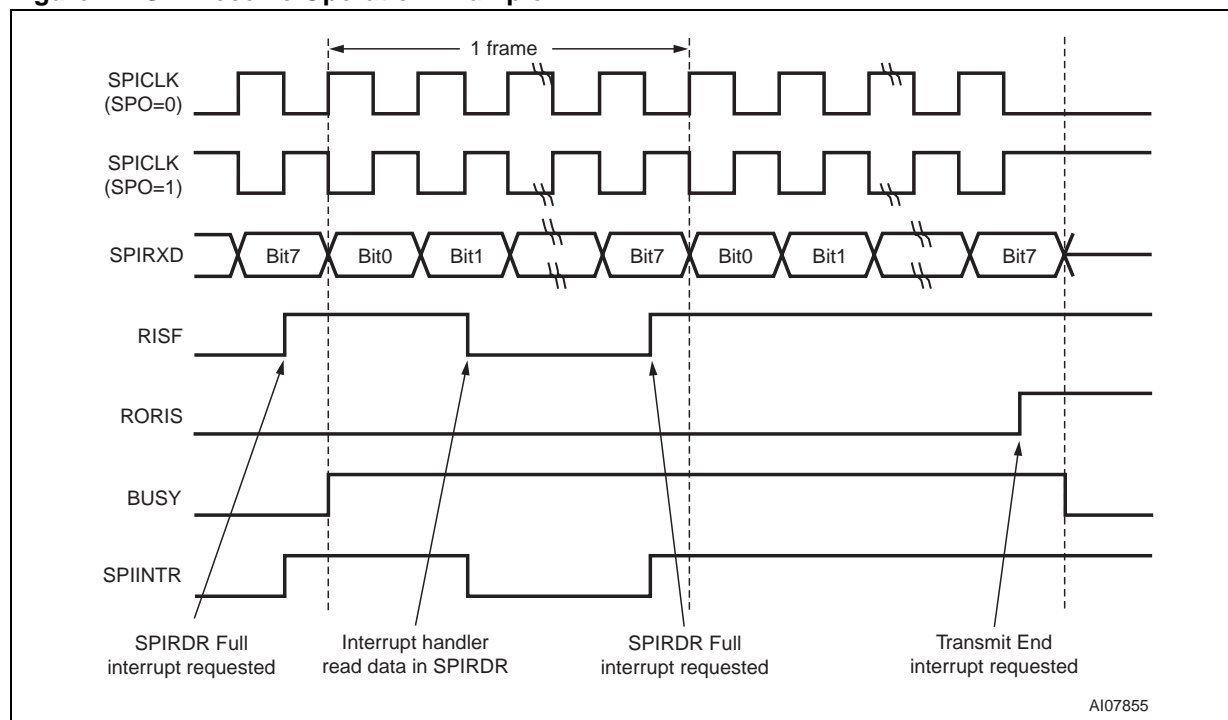 1 frame
SPICLK
(SPO=0)
SPICLK
(SPO=1)
SPIRXD
Bit7
Bit0
Bit1
Bit7
Bit0
Bit1
Bit7
RISF
RORIS
BUSY
SPIINTR
SPIRDR Full
interrupt requested
Interrupt handler
read data in SPIRDR
SPIRDR Full
interrupt requested
Transmit End
interrupt requested
AI07855